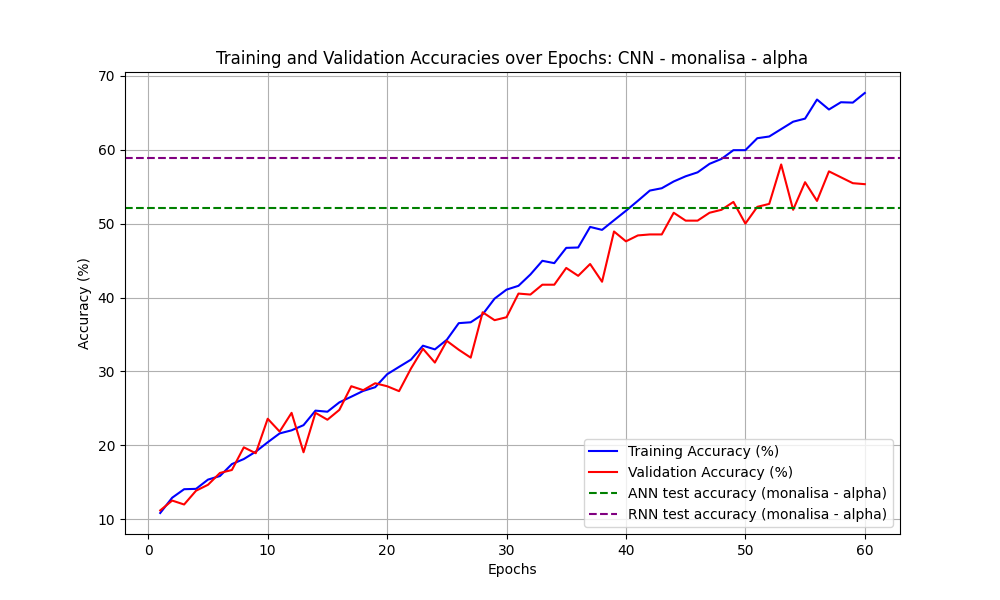 Training and Validation Accuracies over Epochs: CNN - monalisa - alpha
Accuracy (%)
70
60
50
40
30
20
10
0
10
20
30
40
50
60
Epochs
Training Accuracy (%)
Validation Accuracy (%)
ANN test accuracy (monalisa - alpha)
RNN test accuracy (monalisa - alpha)